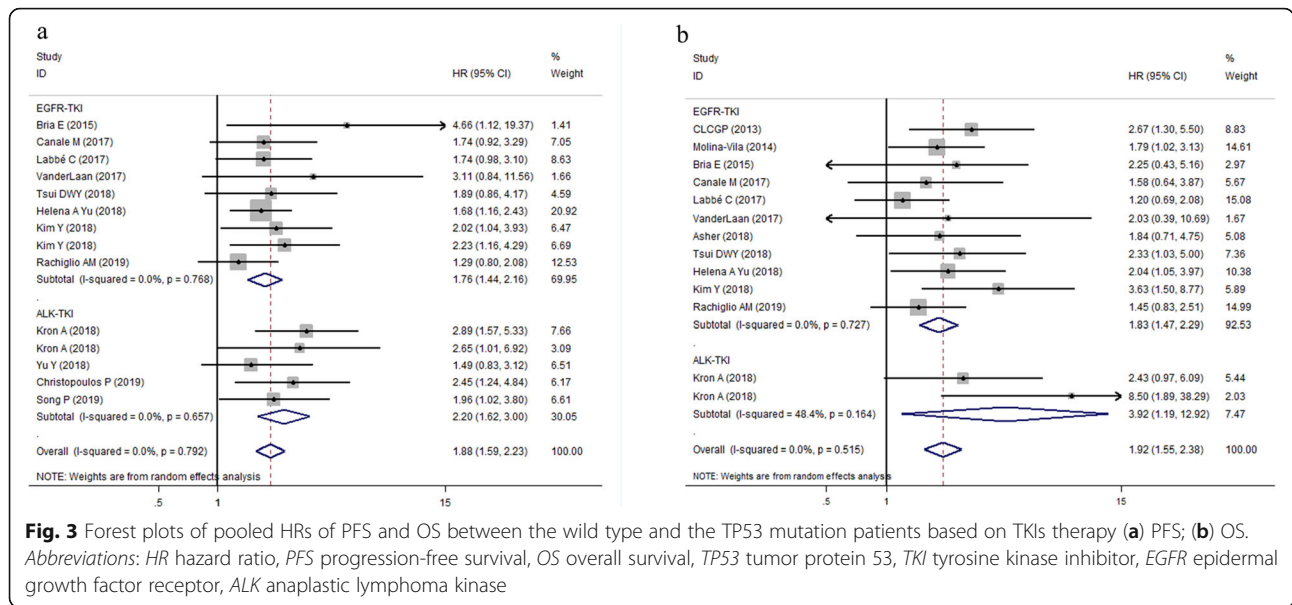 a
Study
%
ID
HR (95% CI)
Weight
EGFR-TKI
Bria E (2015) 4.66 (1.12, 19.37) 1.41
Canale M (2017) 1.74 (0.92, 3.29) 7.05
Labbé C (2017) 1.74 (0.98, 3.10) 8.63
VanderLaan (2017) 3.11 (0.84, 11.56) 1.66
Tsui DWY (2018) 1.89 (0.86, 4.17) 4.59
Helena A Yu (2018) 1.68 (1.16, 2.43) 20.92
Kim Y (2018) 2.02 (1.04, 3.93) 6.47
Kim Y (2018) 2.23 (1.16, 4.29) 6.69
Rachiglio AM (2019) 1.29 (0.80, 2.08) 12.53
Subtotal (I-squared = 0.0%, p = 0.768) 1.76 (1.44, 2.16) 69.95
.
ALK-TKI
Kron A (2018) 2.89 (1.57, 5.33) 7.66
Kron A (2018) 2.65 (1.01, 6.92) 3.09
Yu Y (2018) 1.49 (0.83, 3.12) 6.51
Christopoulos P (2019) 2.45 (1.24, 4.84) 6.17
Song P (2019) 1.96 (1.02, 3.80) 6.61
Subtotal (I-squared = 0.0%, p = 0.657) 2.20 (1.62, 3.00) 30.05
.
Overall (I-squared = 0.0%, p = 0.792) 1.88 (1.59, 2.23) 100.00
NOTE: Weights are from random effects analysis
.5 1 15
b
Study
%
ID
HR (95% CI)
Weight
EGFR-TKI
CLCGP (2013) 2.67 (1.30, 5.50) 8.83
Molina-Vila (2014) 1.79 (1.02, 3.13) 14.61
Bria E (2015) 2.25 (0.43, 5.16) 2.97
Canale M (2017) 1.58 (0.64, 3.87) 5.67
Labbé C (2017) 1.20 (0.69, 2.08) 15.08
VanderLaan (2017) 2.03 (0.39, 10.69) 1.67
Asher (2018) 1.84 (0.71, 4.75) 5.08
Tsui DWY (2018) 2.33 (1.03, 5.00) 7.36
Helena A Yu (2018) 2.04 (1.05, 3.97) 10.38
Kim Y (2018) 3.63 (1.50, 8.77) 5.89
Rachiglio AM (2019) 1.45 (0.83, 2.51) 14.99
Subtotal (I-squared = 0.0%, p = 0.727) 1.83 (1.47, 2.29) 92.53
.
ALK-TKI
Kron A (2018) 2.43 (0.97, 6.09) 5.44
Kron A (2018) 8.50 (1.89, 38.29) 2.03
Subtotal (I-squared = 48.4%, p = 0.164) 3.92 (1.19, 12.92) 7.47
.
Overall (I-squared = 0.0%, p = 0.515) 1.92 (1.55, 2.38) 100.00
NOTE: Weights are from random effects analysis
.5 1 15
Fig. 3 Forest plots of pooled HRs of PFS and OS between the wild type and the TP53 mutation patients based on TKIs therapy (a) PFS; (b) OS.
Abbreviations: HR hazard ratio, PFS progression-free survival, OS overall survival, TP53 tumor protein 53, TKI tyrosine kinase inhibitor, EGFR epidermal
growth factor receptor, ALK anaplastic lymphoma kinase